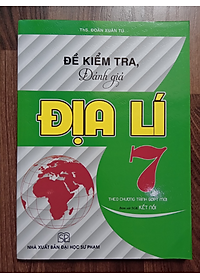 ThS. ĐOÀN XUÂN TÚ
ĐỀ KIỂM TRA,
Đánh giá
ĐỊA LÍ
7
THEO CHƯƠNG TRÌNH GDPT MỚI
KẾT NỐI
NHÀ XUẤT BẢN ĐẠI HỌC SƯ PHẠM